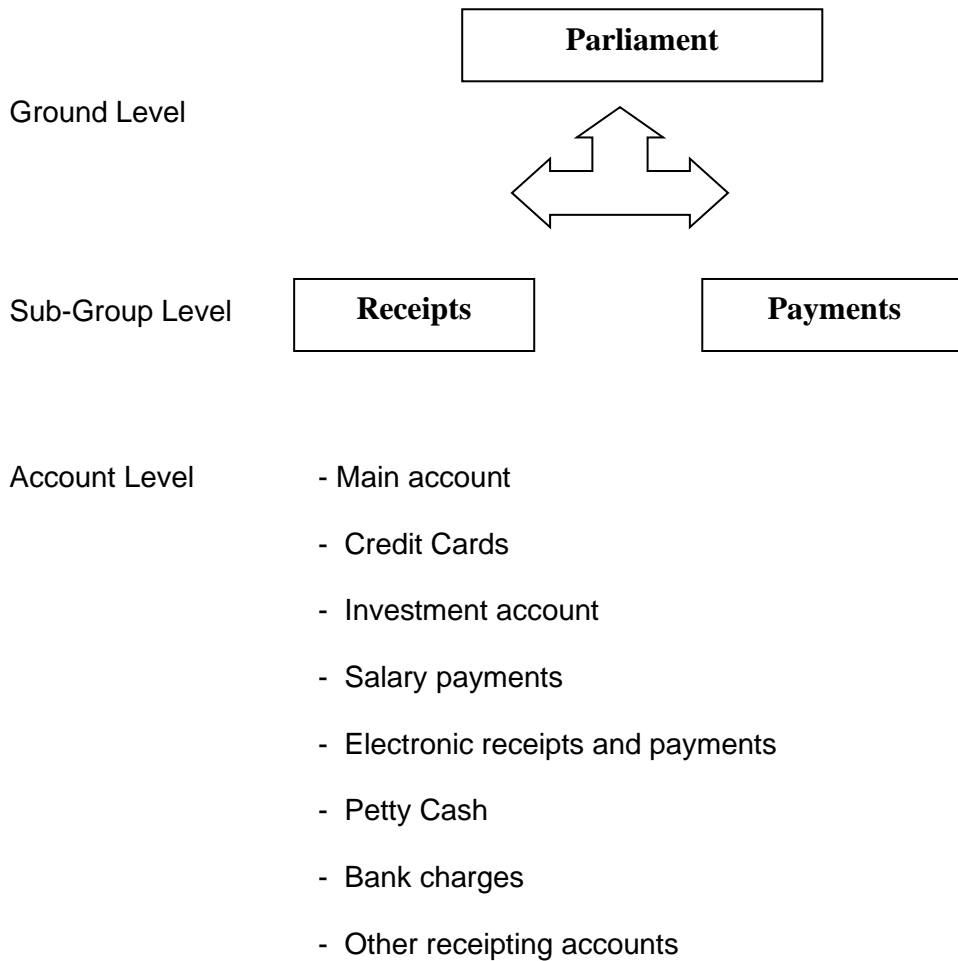 Parliament
Ground Level
Sub-Group Level Receipts Payments
Account Level - Main account
- Credit Cards
- Investment account
- Salary payments
- Electronic receipts and payments
- Petty Cash
- Bank charges
- Other receipting accounts